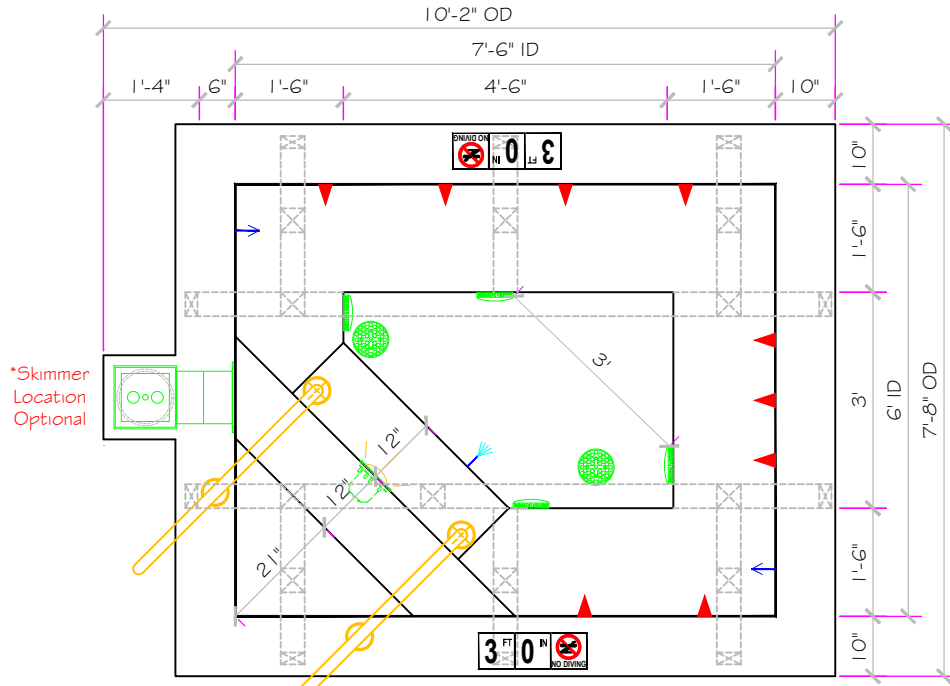 10'-2" OD
7'-6" ID
1'-4" 6" 1'-6" 4'-6" 1'-6" 10"
NO DIVING IN 0 FT 3
10"
1'-6"
3'
6' ID
7'-8" OD
3'
*Skimmer
Location
Optional
12"
12"
21"
1'-6"
10"
3 FT 0 IN NO DIVING